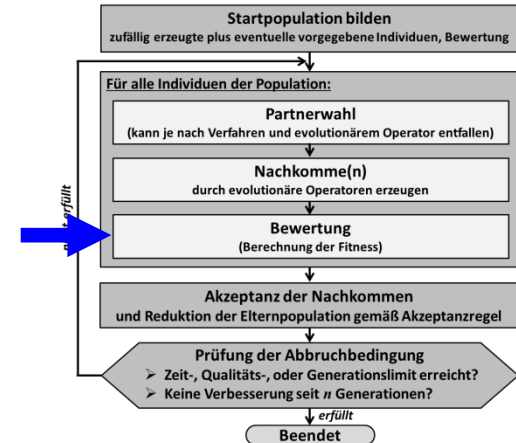 Startpopulation bilden
zufällig erzeugte plus eventuelle vorgegebene Individuen, Bewertung
Für alle Individuen der Population:
Partnerwahl
(kann je nach Verfahren und evolutionärem Operator entfallen)
Nachkomme(n)
durch evolutionäre Operatoren erzeugen
Bewertung
(Berechnung der Fitness)
erfüllt
Akzeptanz der Nachkommen
und Reduktion der Elternpopulation gemäß Akzeptanzregel
Prüfung der Abbruchbedingung
➢ Zeit-, Qualitäts-, oder Generationslimit erreicht?
➢ Keine Verbesserung seit n Generationen?
erfüllt
Beendet